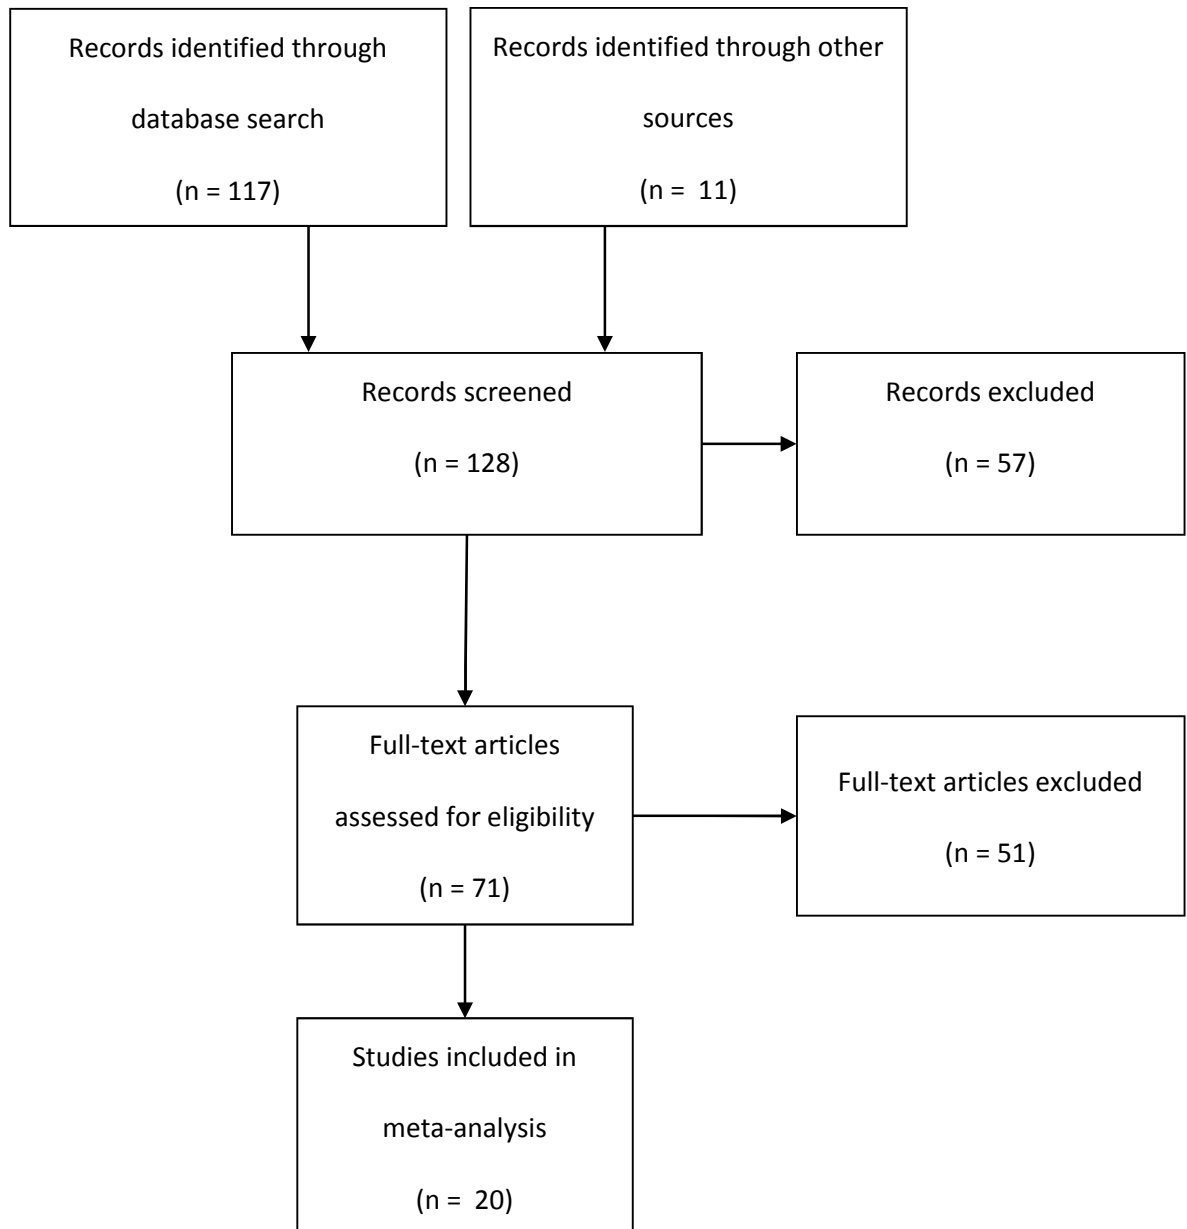 Records identified through
database search
(n = 117)
Records identified through other
sources
(n =  11)
Records screened
(n = 128)
Records excluded
(n = 57)
Full-text articles
assessed for eligibility
(n = 71)
Full-text articles excluded
(n = 51)
Studies included in
meta-analysis
(n =  20)